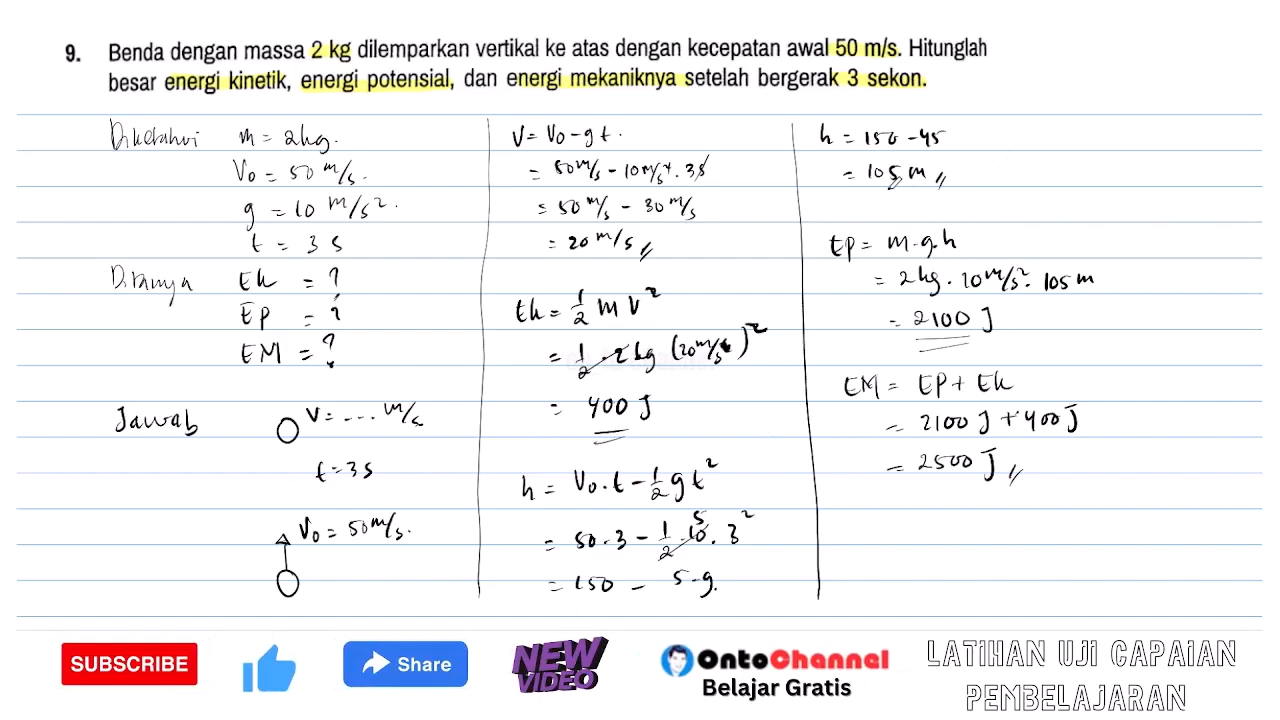 9. Benda dengan massa 2 kg dilemparkan vertikal ke atas dengan kecepatan awal 50 m/s. Hitunglah
besar energi kinetik, energi potensial, dan energi mekaniknya setelah bergerak 3 sekon.
Diketahui m = 2 kg.
V₀ = 50 m/s.
g = 10 m/s².
t = 3 s
Ditanya Ek = ?
EP = ?
EM = ?
Jawab V = .... m/s
t = 3 s
V₀ = 50 m/s.
V = V₀ - g t.
= 50 m/s - 10 m/s² . 3 s
= 50 m/s - 30 m/s
= 20 m/s //
Ek = 1/2 m V²
= 1/2 . 2 kg (20 m/s)²
= 400 J
h = V₀ . t - 1/2 g t²
= 50 . 3 - 1/2 . 10 . 3²
5
= 150 - 5 . 9.
h = 150 - 45
= 105 m //
EP = m . g . h
= 2 kg . 10 m/s² . 105 m
= 2100 J
EM = EP + Ek
= 2100 J + 400 J
= 2500 J //
SUBSCRIBE
Share
NEW
VIDEO
OntoChannel
Belajar Gratis
LATIHAN UJI CAPAIAN
PEMBELAJARAN